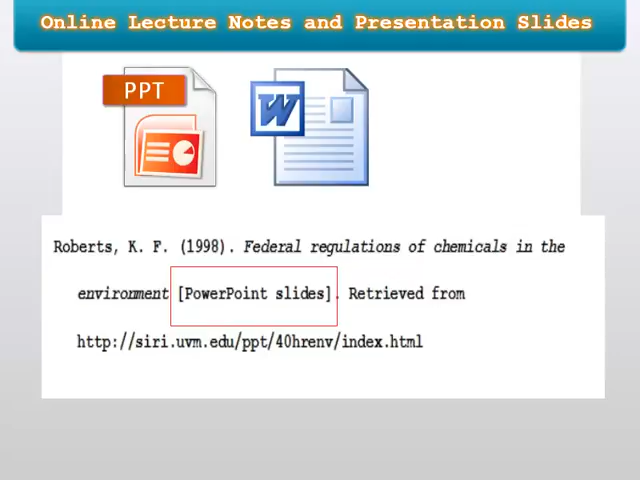 Online Lecture Notes and Presentation Slides
PPT
W
Roberts, K. F. (1998). Federal regulations of chemicals in the
environment [PowerPoint slides]. Retrieved from
http://siri.uvm.edu/ppt/40hrenv/index.html